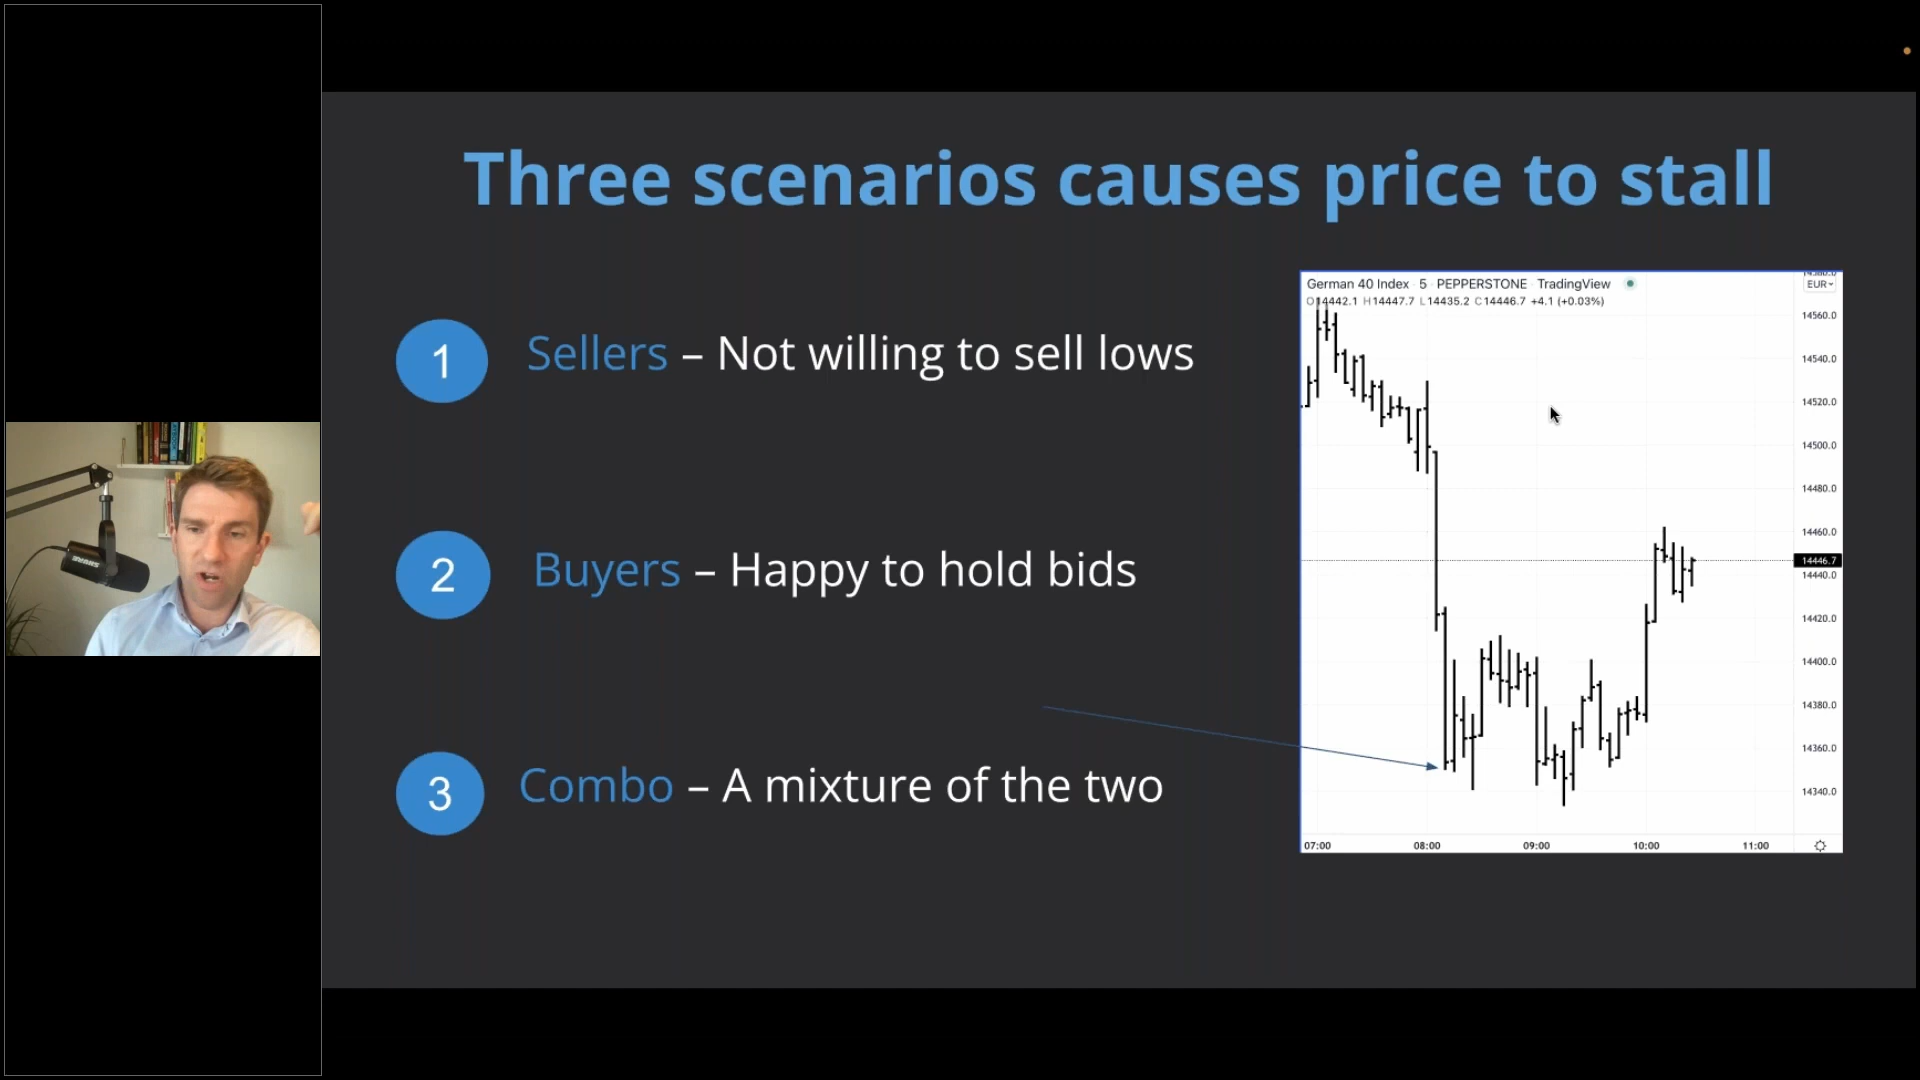 Three scenarios causes price to stall
1 Sellers – Not willing to sell lows
2 Buyers – Happy to hold bids
3 Combo – A mixture of the two
German 40 Index · 5 · PEPPERSTONE · TradingView
O14442.1 H14447.7 L14435.2 C14446.7 +4.1 (+0.03%)
EUR
14560.0
14540.0
14520.0
14500.0
14480.0
14460.0
14446.7
14440.0
14420.0
14400.0
14380.0
14360.0
14340.0
07:00 08:00 09:00 10:00 11:00